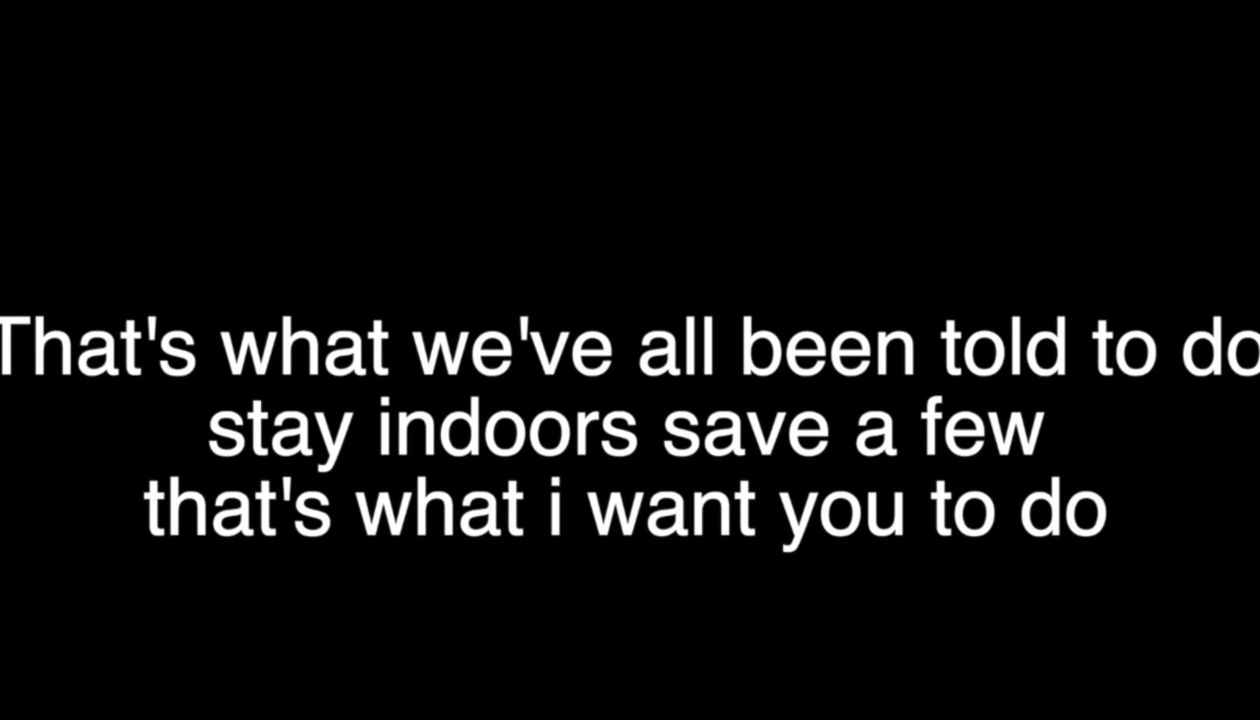 That's what we've all been told to do
stay indoors save a few
that's what i want you to do